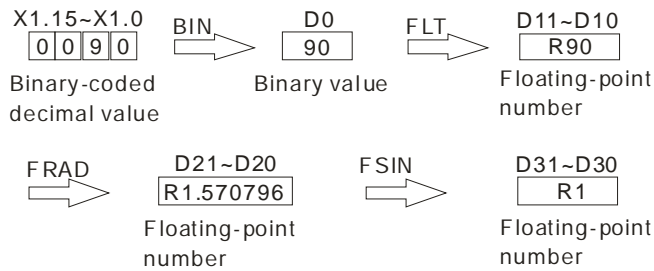 X1.15~X1.0 BIN D0 FLT D11~D10
0 0 9 0 90 R90
Binary-coded decimal value Binary value Floating-point number
FRAD D21~D20 FSIN D31~D30
R1.570796 R1
Floating-point number Floating-point number